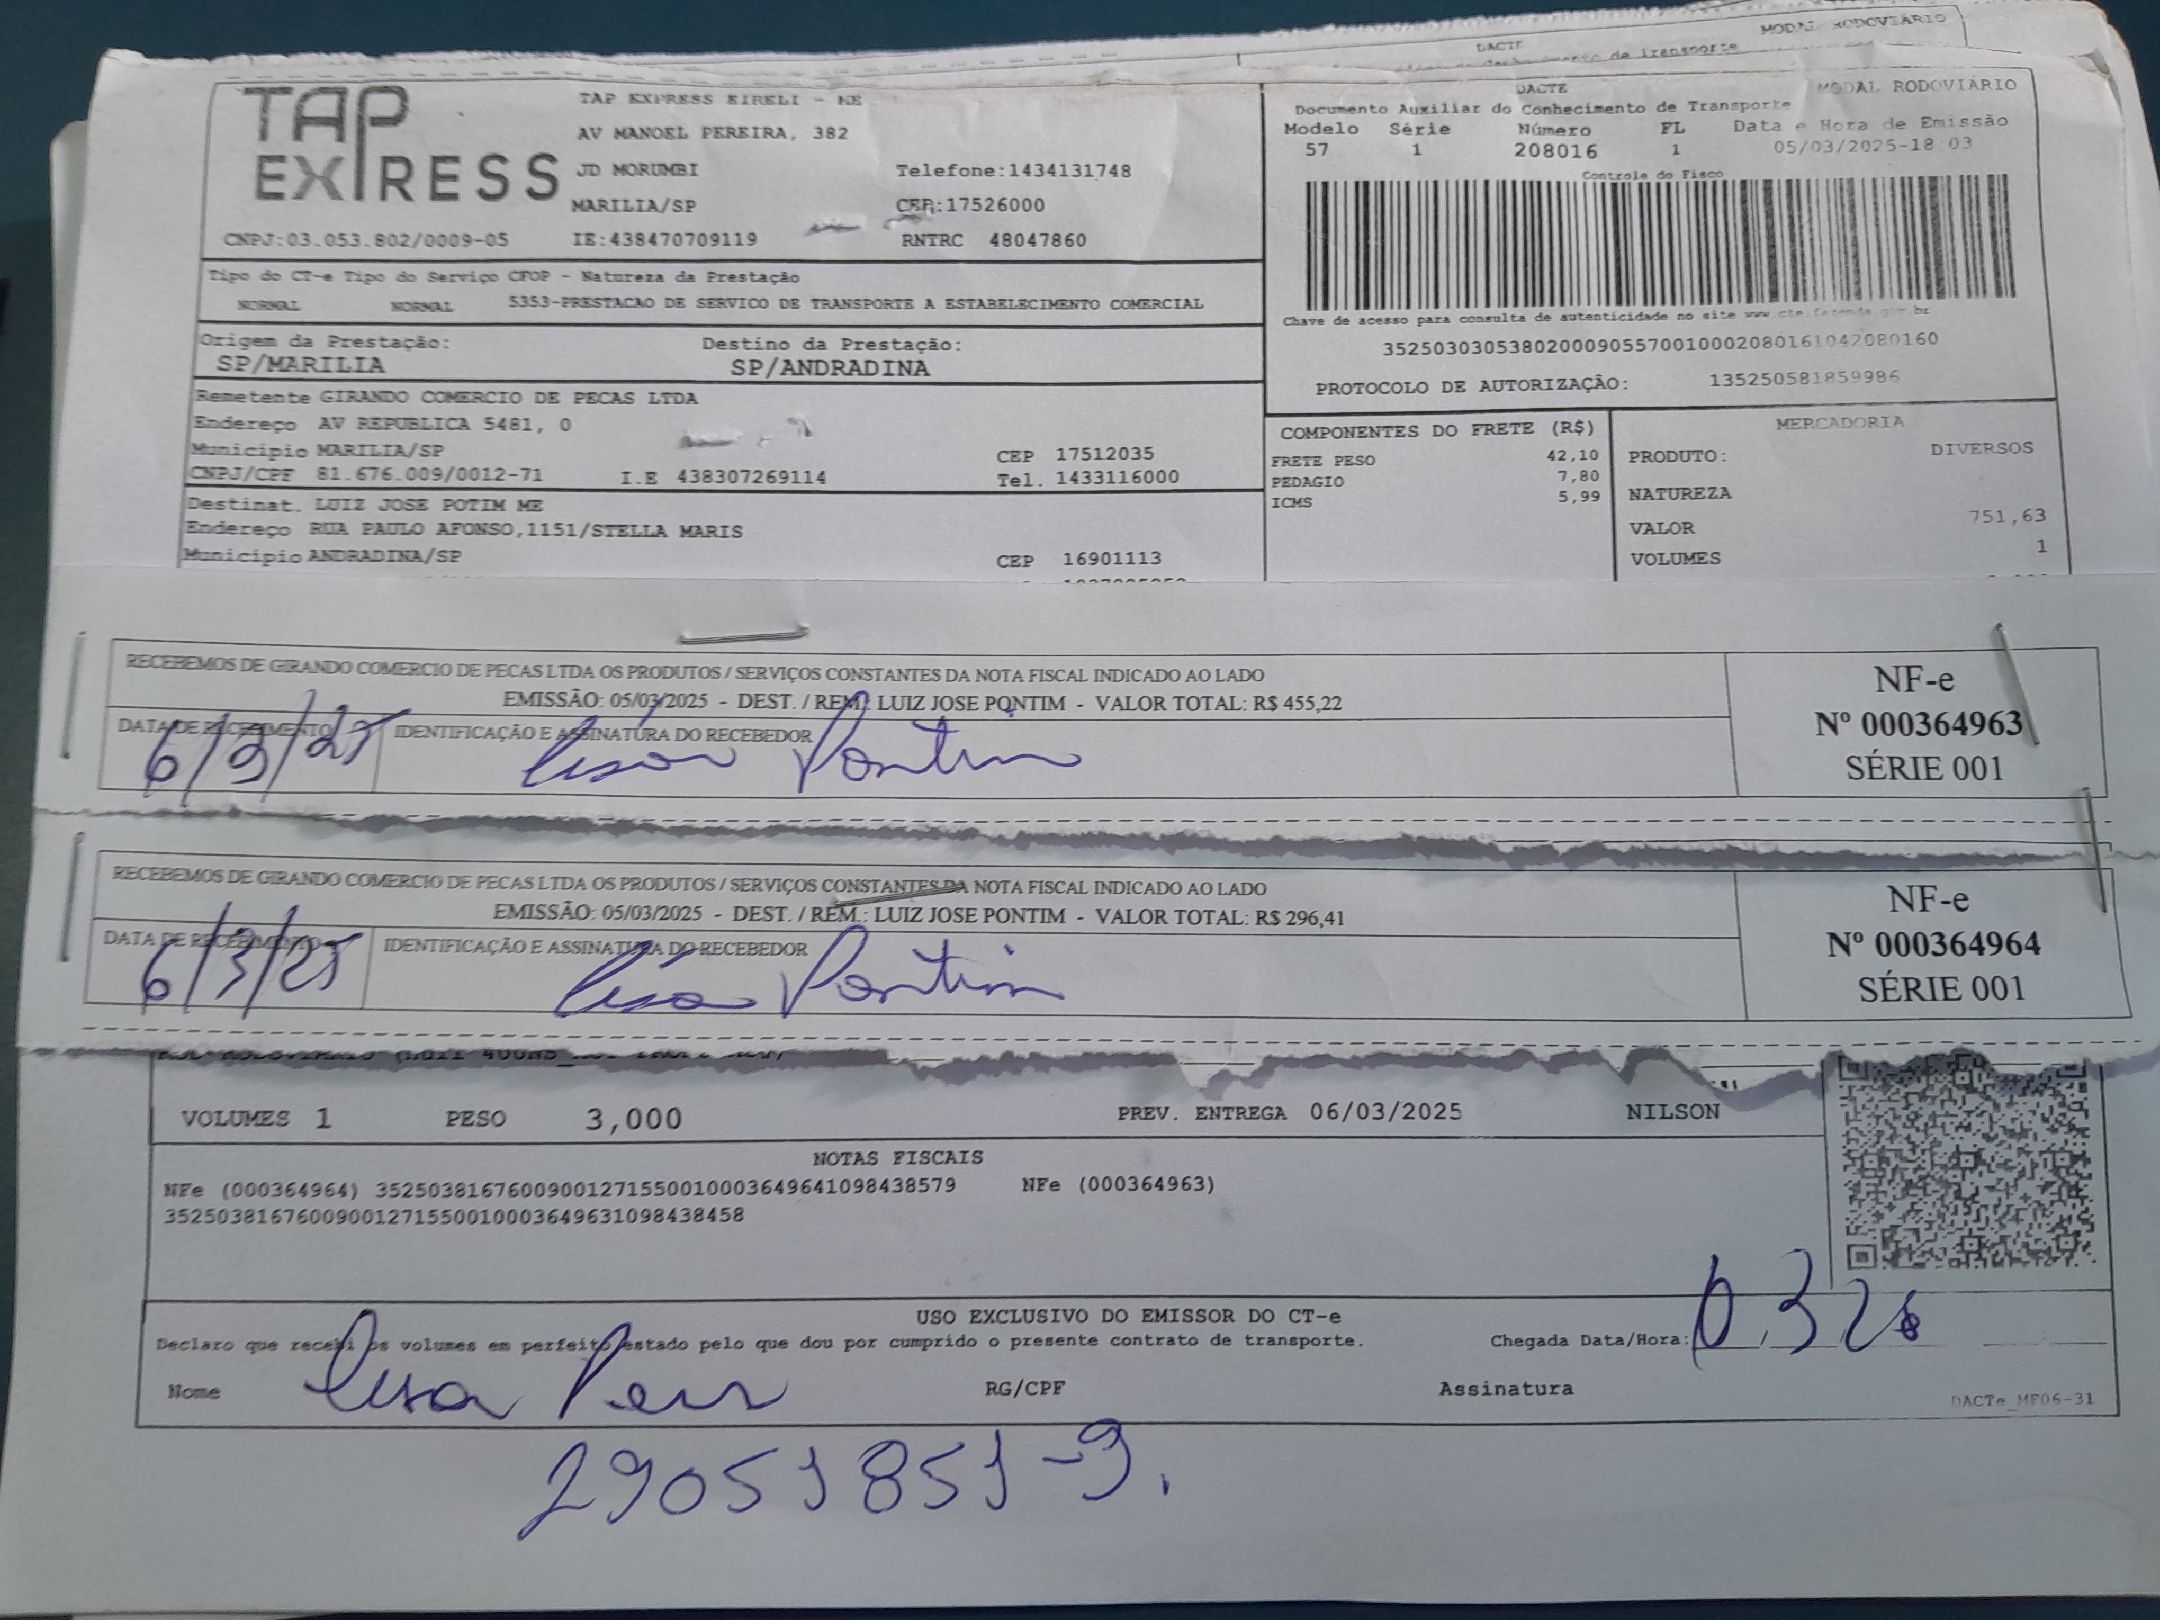 MODAL RODOVIÁRIO
DACTE
TAP EXPRESS
TAP EXPRESS EIRELI - ME
AV MANOEL PEREIRA, 382
JD MORUMBI Telefone:1434131748
MARILIA/SP CEP:17526000
CNPJ:03.053.802/0009-05 IE:438470709119 RNTRC 48047860
DACTE MODAL RODOVIÁRIO
Documento Auxiliar do Conhecimento de Transporte
Modelo Série Número FL Data e Hora de Emissão
57 1 208016 1 05/03/2025-18:03
Controle do Fisco
Chave de acesso para consulta de autenticidade no site www.cte.fazenda.gov.br
35250303053802000905570010002080161042080160
PROTOCOLO DE AUTORIZAÇÃO: 135250581859986
Tipo do CT-e Tipo do Serviço CFOP - Natureza da Prestação
NORMAL NORMAL 5353-PRESTACAO DE SERVICO DE TRANSPORTE A ESTABELECIMENTO COMERCIAL
Origem da Prestação: Destino da Prestação:
SP/MARILIA SP/ANDRADINA
Remetente GIRANDO COMERCIO DE PECAS LTDA
Endereço AV REPUBLICA 5481, 0
Município MARILIA/SP CEP 17512035
CNPJ/CPF 81.676.009/0012-71 I.E 438307269114 Tel. 1433116000
Destinat. LUIZ JOSE POTIM ME
Endereço RUA PAULO AFONSO,1151/STELLA MARIS
Município ANDRADINA/SP CEP 16901113
COMPONENTES DO FRETE (R$)
FRETE PESO 42,10
PEDAGIO 7,80
ICMS 5,99
MERCADORIA
PRODUTO: DIVERSOS
NATUREZA
VALOR 751,63
VOLUMES 1
RECEBEMOS DE GIRANDO COMERCIO DE PECAS LTDA OS PRODUTOS / SERVIÇOS CONSTANTES DA NOTA FISCAL INDICADO AO LADO
EMISSÃO: 05/03/2025 - DEST. / REM.: LUIZ JOSE PONTIM - VALOR TOTAL: R$ 455,22
DATA DE RECEBIMENTO IDENTIFICAÇÃO E ASSINATURA DO RECEBEDOR
6/3/25 Pontim
NF-e
Nº 000364963
SÉRIE 001
RECEBEMOS DE GIRANDO COMERCIO DE PECAS LTDA OS PRODUTOS / SERVIÇOS CONSTANTES DA NOTA FISCAL INDICADO AO LADO
EMISSÃO: 05/03/2025 - DEST. / REM.: LUIZ JOSE PONTIM - VALOR TOTAL: R$ 296,41
DATA DE RECEBIMENTO IDENTIFICAÇÃO E ASSINATURA DO RECEBEDOR
6/3/25 Pontim
NF-e
Nº 000364964
SÉRIE 001
VOLUMES 1 PESO 3,000 PREV. ENTREGA 06/03/2025 NILSON
NOTAS FISCAIS
NFe (000364964) 35250381676009001271550010003649641098438579 NFe (000364963)
35250381676009001271550010003649631098438458
USO EXCLUSIVO DO EMISSOR DO CT-e
Declaro que recebi os volumes em perfeito estado pelo que dou por cumprido o presente contrato de transporte. Chegada Data/Hora:
Nome RG/CPF Assinatura
DACTe_MF06-31
29051851-9.